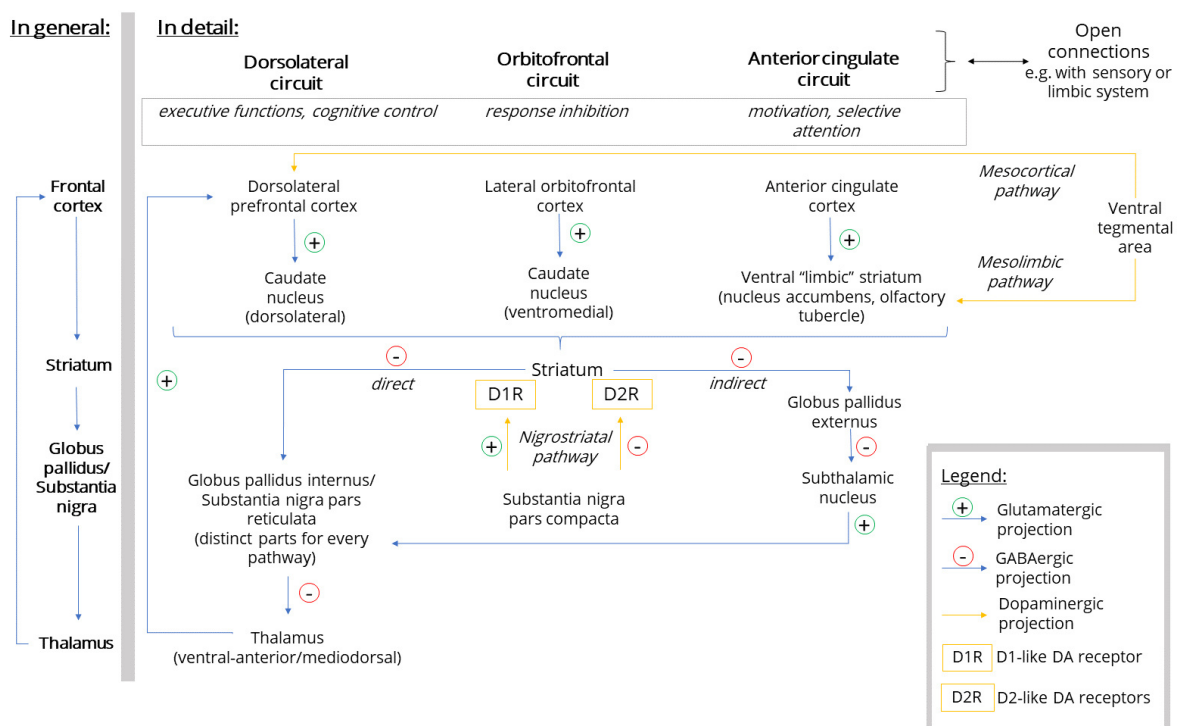 In general:
In detail:
Dorsolateral
circuit
Orbitofrontal
circuit
Anterior cingulate
circuit
Open
connections
e.g. with sensory or
limbic system
executive functions, cognitive control
response inhibition
motivation, selective
attention
Frontal
cortex
Dorsolateral
prefrontal cortex
Lateral orbitofrontal
cortex
Anterior cingulate
cortex
Mesocortical
pathway
Ventral
tegmental
area
+
+
+
Caudate
nucleus
(dorsolateral)
Caudate
nucleus
(ventromedial)
Ventral “limbic” striatum
(nucleus accumbens, olfactory
tubercle)
Mesolimbic
pathway
Striatum
+
-
direct
Striatum
-
indirect
D1R
D2R
Globus pallidus
externus
+
Nigrostriatal
pathway
-
-
Globus
pallidus/
Substantia
nigra
Globus pallidus internus/
Substantia nigra pars
reticulata
(distinct parts for every
pathway)
Substantia nigra
pars compacta
Subthalamic
nucleus
+
-
Thalamus
Thalamus
(ventral-anterior/mediodorsal)
Legend:
+
Glutamatergic
projection
-
GABAergic
projection
Dopaminergic
projection
D1R
D1-like DA receptor
D2R
D2-like DA receptors